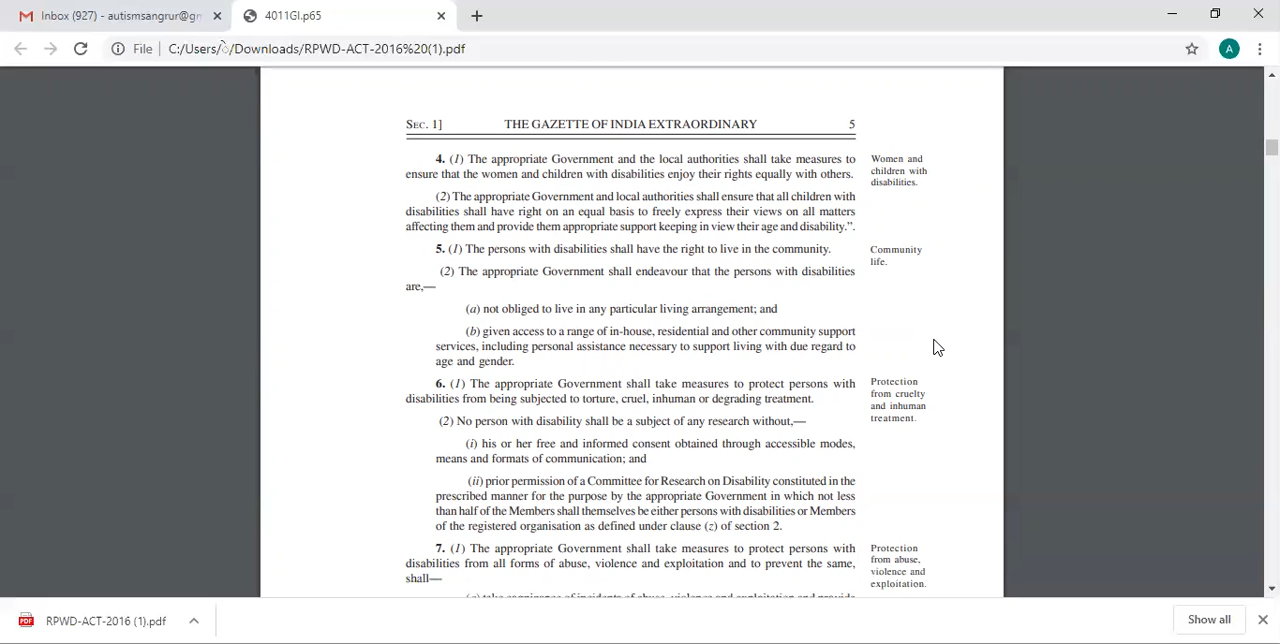 Inbox (927) - autismsangrur@gm
4011GI.p65
File C:/Users/ /Downloads/RPWD-ACT-2016%20(1).pdf
A
SEC. 1] THE GAZETTE OF INDIA EXTRAORDINARY 5
4. (1) The appropriate Government and the local authorities shall take measures to
ensure that the women and children with disabilities enjoy their rights equally with others.
Women and
children with
disabilities.
(2) The appropriate Government and local authorities shall ensure that all children with
disabilities shall have right on an equal basis to freely express their views on all matters
affecting them and provide them appropriate support keeping in view their age and disability.”.
5. (1) The persons with disabilities shall have the right to live in the community.
Community
life.
(2) The appropriate Government shall endeavour that the persons with disabilities
are,—
(a) not obliged to live in any particular living arrangement; and
(b) given access to a range of in-house, residential and other community support
services, including personal assistance necessary to support living with due regard to
age and gender.
6. (1) The appropriate Government shall take measures to protect persons with
disabilities from being subjected to torture, cruel, inhuman or degrading treatment.
Protection
from cruelty
and inhuman
treatment.
(2) No person with disability shall be a subject of any research without,—
(i) his or her free and informed consent obtained through accessible modes,
means and formats of communication; and
(ii) prior permission of a Committee for Research on Disability constituted in the
prescribed manner for the purpose by the appropriate Government in which not less
than half of the Members shall themselves be either persons with disabilities or Members
of the registered organisation as defined under clause (z) of section 2.
7. (1) The appropriate Government shall take measures to protect persons with
disabilities from all forms of abuse, violence and exploitation and to prevent the same,
shall—
Protection
from abuse,
violence and
exploitation.
RPWD-ACT-2016 (1).pdf
Show all